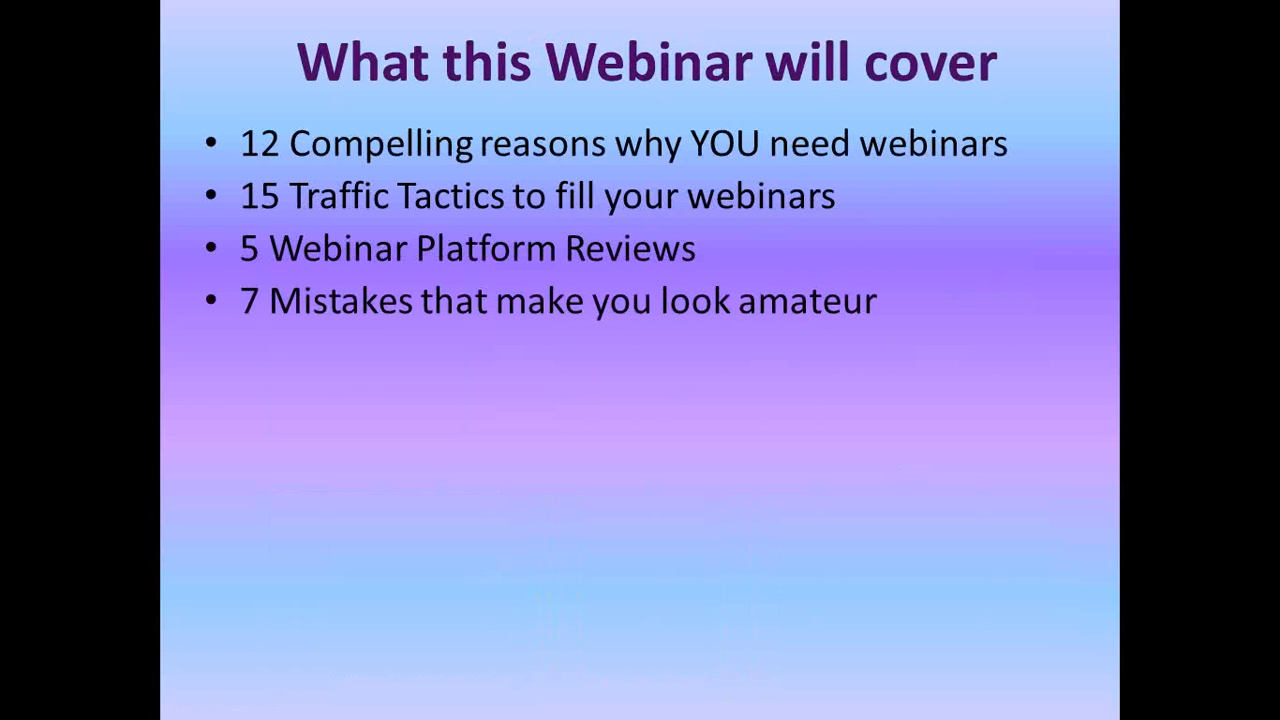 What this Webinar will cover
• 12 Compelling reasons why YOU need webinars
• 15 Traffic Tactics to fill your webinars
• 5 Webinar Platform Reviews
• 7 Mistakes that make you look amateur